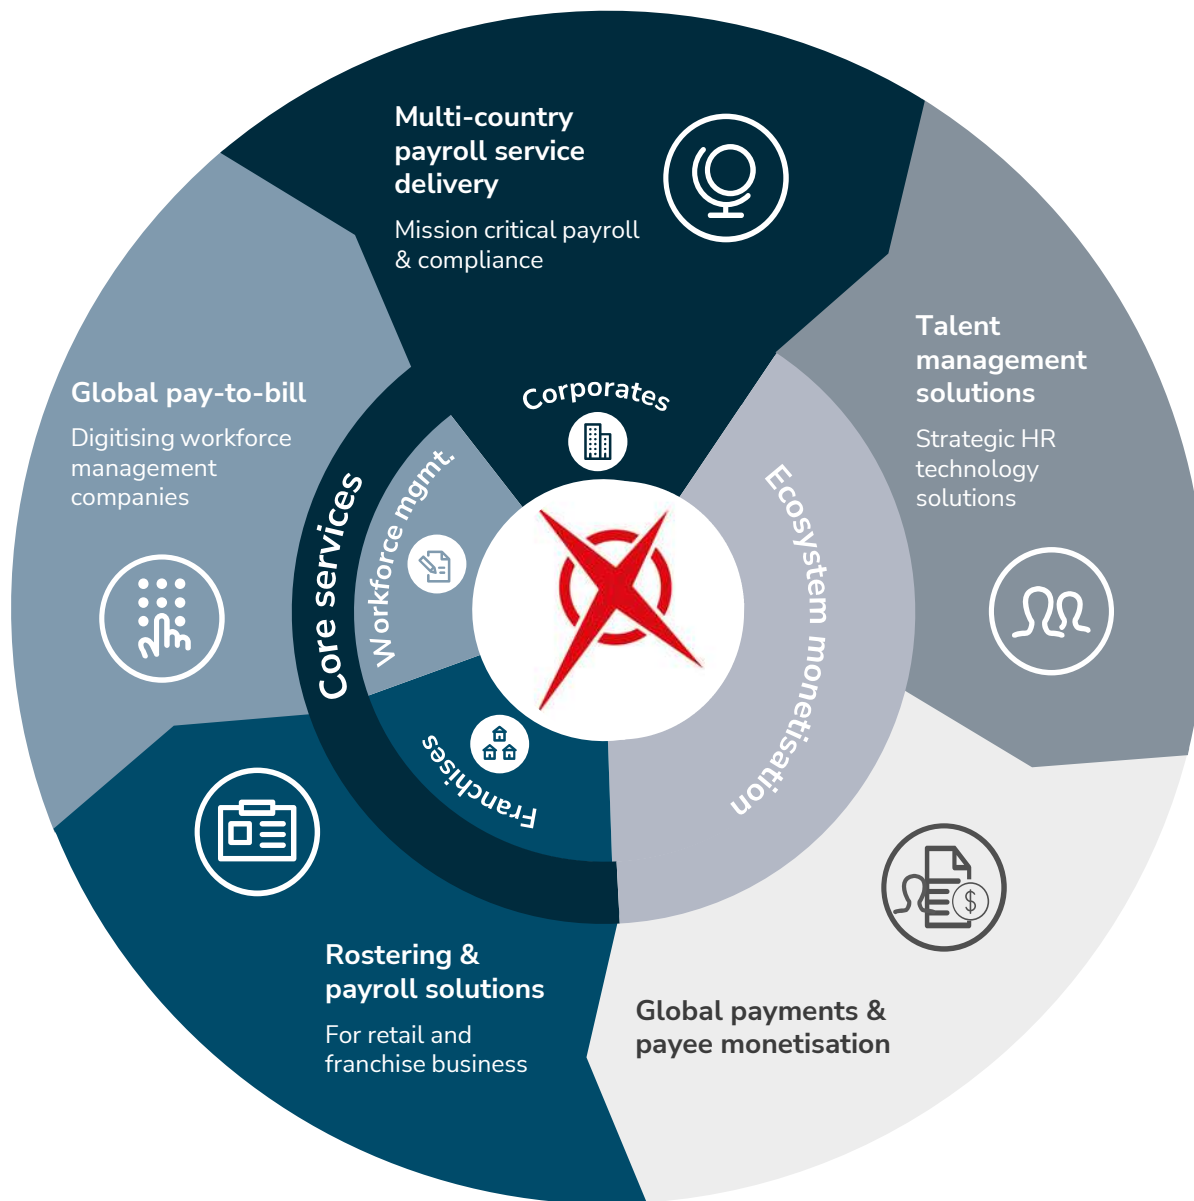 Multi-country
payroll service
delivery
Mission critical payroll
& compliance
Talent
management
solutions
Strategic HR
technology
solutions
Global payments &
payee monetisation
Rostering &
payroll solutions
For retail and
franchise business
Global pay-to-bill
Digitising workforce
management
companies
Core services
Ecosystem monetisation
Corporates
Workforce mgmt.
Franchises
$